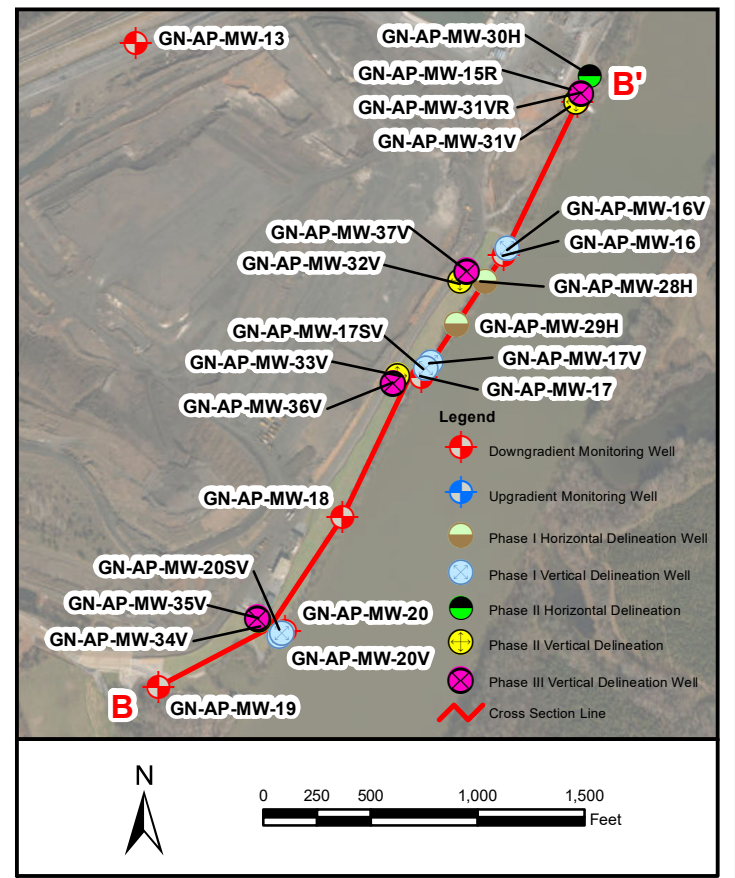 GN-AP-MW-13
GN-AP-MW-30H
GN-AP-MW-15R
B'
GN-AP-MW-31VR
GN-AP-MW-31V
GN-AP-MW-16V
GN-AP-MW-37V
GN-AP-MW-16
GN-AP-MW-32V
GN-AP-MW-28H
GN-AP-MW-17SV
GN-AP-MW-29H
GN-AP-MW-33V
GN-AP-MW-17V
GN-AP-MW-36V
GN-AP-MW-17
Legend
Downgradient Monitoring Well
Upgradient Monitoring Well
Phase I Horizontal Delineation Well
Phase I Vertical Delineation Well
Phase II Horizontal Delineation
Phase II Vertical Delineation
Phase III Vertical Delineation Well
Cross Section Line
GN-AP-MW-18
GN-AP-MW-20SV
GN-AP-MW-35V
GN-AP-MW-20
GN-AP-MW-34V
GN-AP-MW-20V
B
GN-AP-MW-19
N
0 250 500 1,000 1,500
Feet